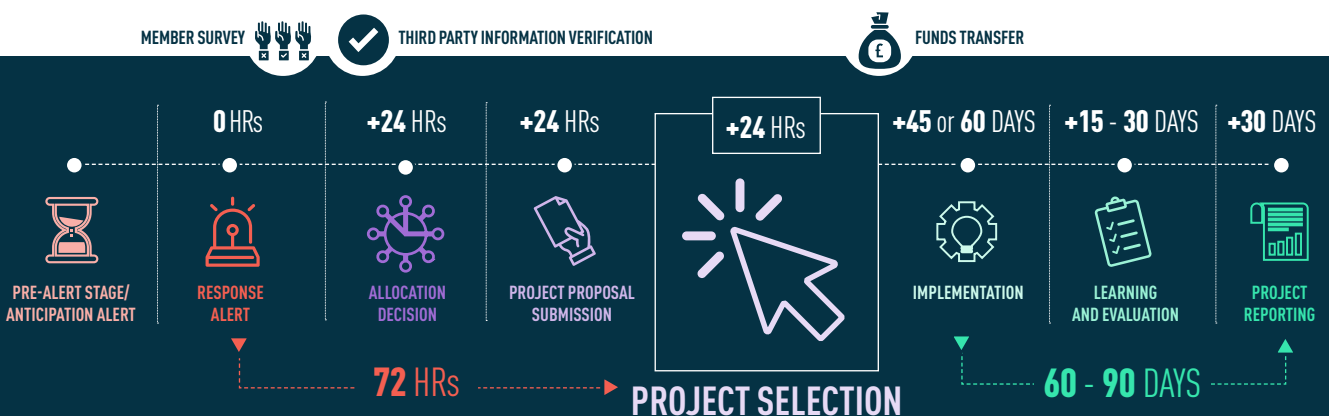 MEMBER SURVEY
THIRD PARTY INFORMATION VERIFICATION
£
FUNDS TRANSFER
0 HRs
+24 HRs
+24 HRs
+24 HRs
+45 or 60 DAYS
+15 - 30 DAYS
+30 DAYS
PRE-ALERT STAGE/
ANTICIPATION ALERT
RESPONSE
ALERT
ALLOCATION
DECISION
PROJECT PROPOSAL
SUBMISSION
IMPLEMENTATION
LEARNING
AND EVALUATION
PROJECT
REPORTING
72 HRs
PROJECT SELECTION
60 - 90 DAYS